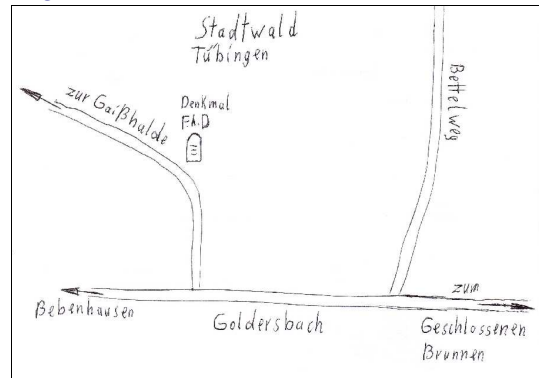 Stadtwald
Tübingen
zur Gaißhalde
Denkmal
F.h.D
Bettelweg
zum
Bebenhausen
Goldersbach
Geschlossenen
Brunnen